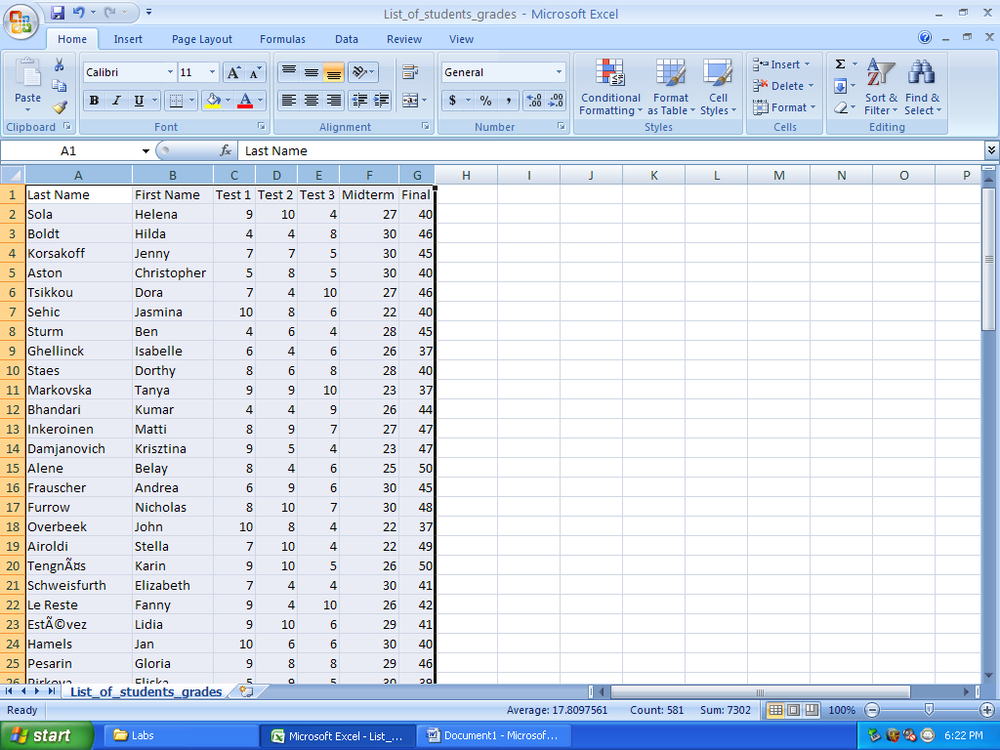 List_of_students_grades - Microsoft Excel
Home Insert Page Layout Formulas Data Review View
Paste
Clipboard
Calibri 11
B I U
Font
Alignment
General
$ % ,
Number
Conditional Formatting
Format as Table
Cell Styles
Styles
Insert
Delete
Format
Cells
Σ
Sort & Filter
Find & Select
Editing
A1 fx Last Name
A B C D E F G H I J K L M N O P
1 Last Name First Name Test 1 Test 2 Test 3 Midterm Final
2 Sola Helena 9 10 4 27 40
3 Boldt Hilda 4 4 8 30 46
4 Korsakoff Jenny 7 7 5 30 45
5 Aston Christopher 5 8 5 30 40
6 Tsikkou Dora 7 4 10 27 46
7 Sehic Jasmina 10 8 6 22 40
8 Sturm Ben 4 6 4 28 45
9 Ghellinck Isabelle 6 4 6 26 37
10 Staes Dorthy 8 6 8 28 40
11 Markovska Tanya 9 9 10 23 37
12 Bhandari Kumar 4 4 9 26 44
13 Inkeroinen Matti 8 9 7 27 47
14 Damjanovich Krisztina 9 5 4 23 47
15 Alene Belay 8 4 6 25 50
16 Frauscher Andrea 6 9 6 30 45
17 Furrow Nicholas 8 10 7 30 48
18 Overbeek John 10 8 4 22 37
19 Airoldi Stella 7 10 4 22 49
20 TengnÃ¤s Karin 9 10 5 26 50
21 Schweisfurth Elizabeth 7 4 4 30 41
22 Le Reste Fanny 9 4 10 26 42
23 EstÃ©vez Lidia 9 10 6 29 41
24 Hamels Jan 10 6 6 30 40
25 Pesarin Gloria 9 8 8 29 46
26 Pirkova Eliska 5 9 5 30 39
List_of_students_grades
Ready Average: 17.8097561 Count: 581 Sum: 7302 100%
start Labs Microsoft Excel - List_... Document1 - Microsof... 6:22 PM